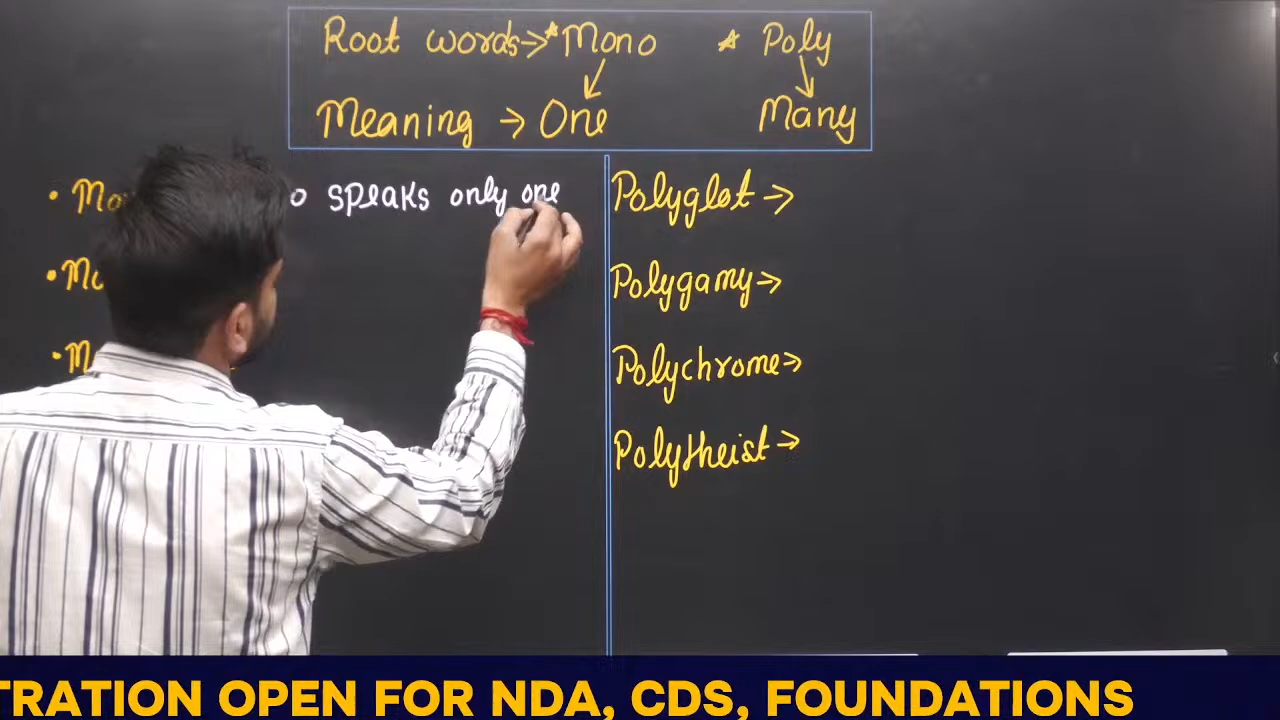 Root words → * Mono * Poly
Meaning → One Many
speaks only one
Polyglot →
Polygamy →
Polychrome →
Polytheist →
TRATION OPEN FOR NDA, CDS, FOUNDATIONS